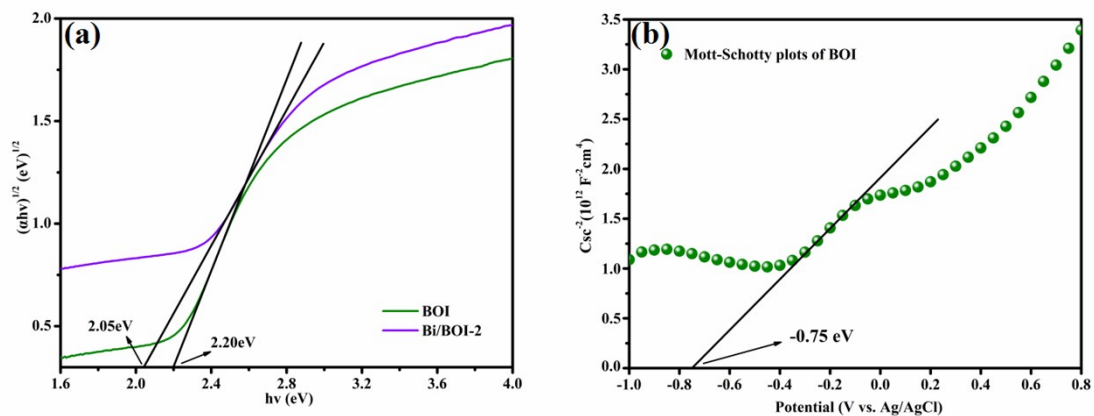 (a)
2.0
1.5
1.0
0.5
(αhν)1/2 (eV)1/2
BOI
Bi/BOI-2
2.05eV
2.20eV
1.6 2.0 2.4 2.8 3.2 3.6 4.0
hν (eV)
(b)
Mott-Schotty plots of BOI
3.5
3.0
2.5
2.0
1.5
1.0
0.5
0.0
Csc-2(1012 F-2cm4)
-0.75 eV
-1.0 -0.8 -0.6 -0.4 -0.2 0.0 0.2 0.4 0.6 0.8
Potential (V vs. Ag/AgCl)